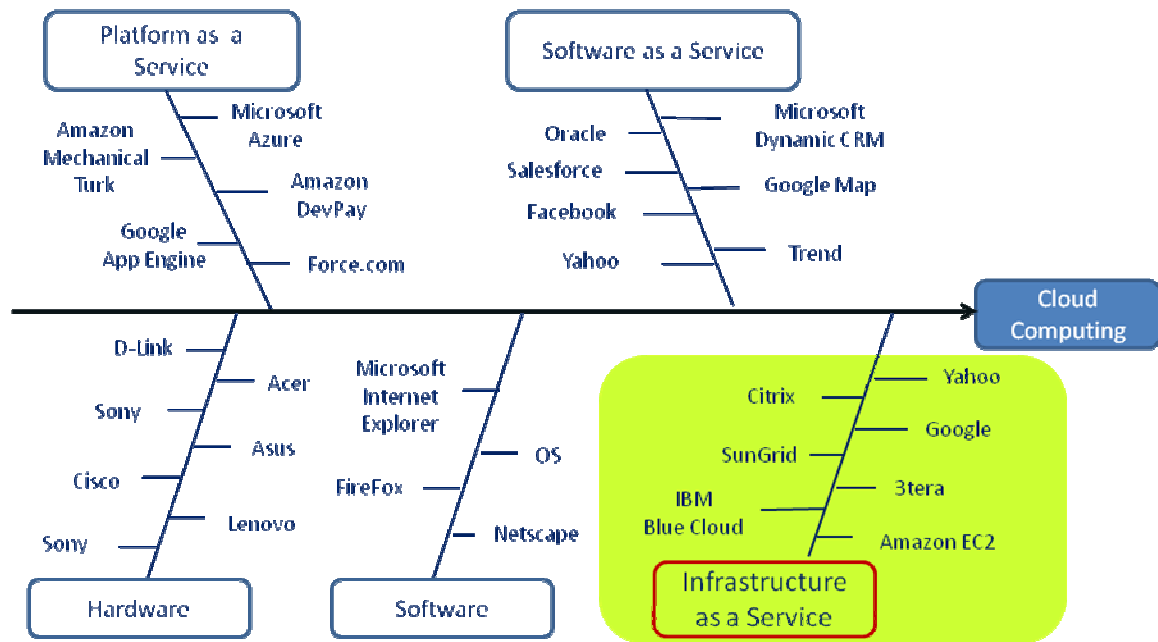 Platform as a
Service
Software as a Service
Microsoft
Azure
Amazon
Mechanical
Turk
Amazon
DevPay
Google
App Engine
Force.com
Microsoft
Dynamic CRM
Oracle
Salesforce
Google Map
Facebook
Yahoo
Trend
Cloud
Computing
D-Link
Acer
Sony
Asus
Cisco
Lenovo
Sony
Hardware
Microsoft
Internet
Explorer
OS
FireFox
Netscape
Software
Yahoo
Citrix
Google
SunGrid
3tera
IBM
Blue Cloud
Amazon EC2
Infrastructure
as a Service